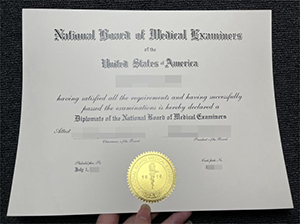 National Board of Medical Examiners
of the
United States of America
having satisfied all the requirements and having successfully
passed the examinations is hereby declared a
Diplomate of the National Board of Medical Examiners
Attest
Chairman of the Board
President of the Board
Philadelphia, Pa.
July 1,